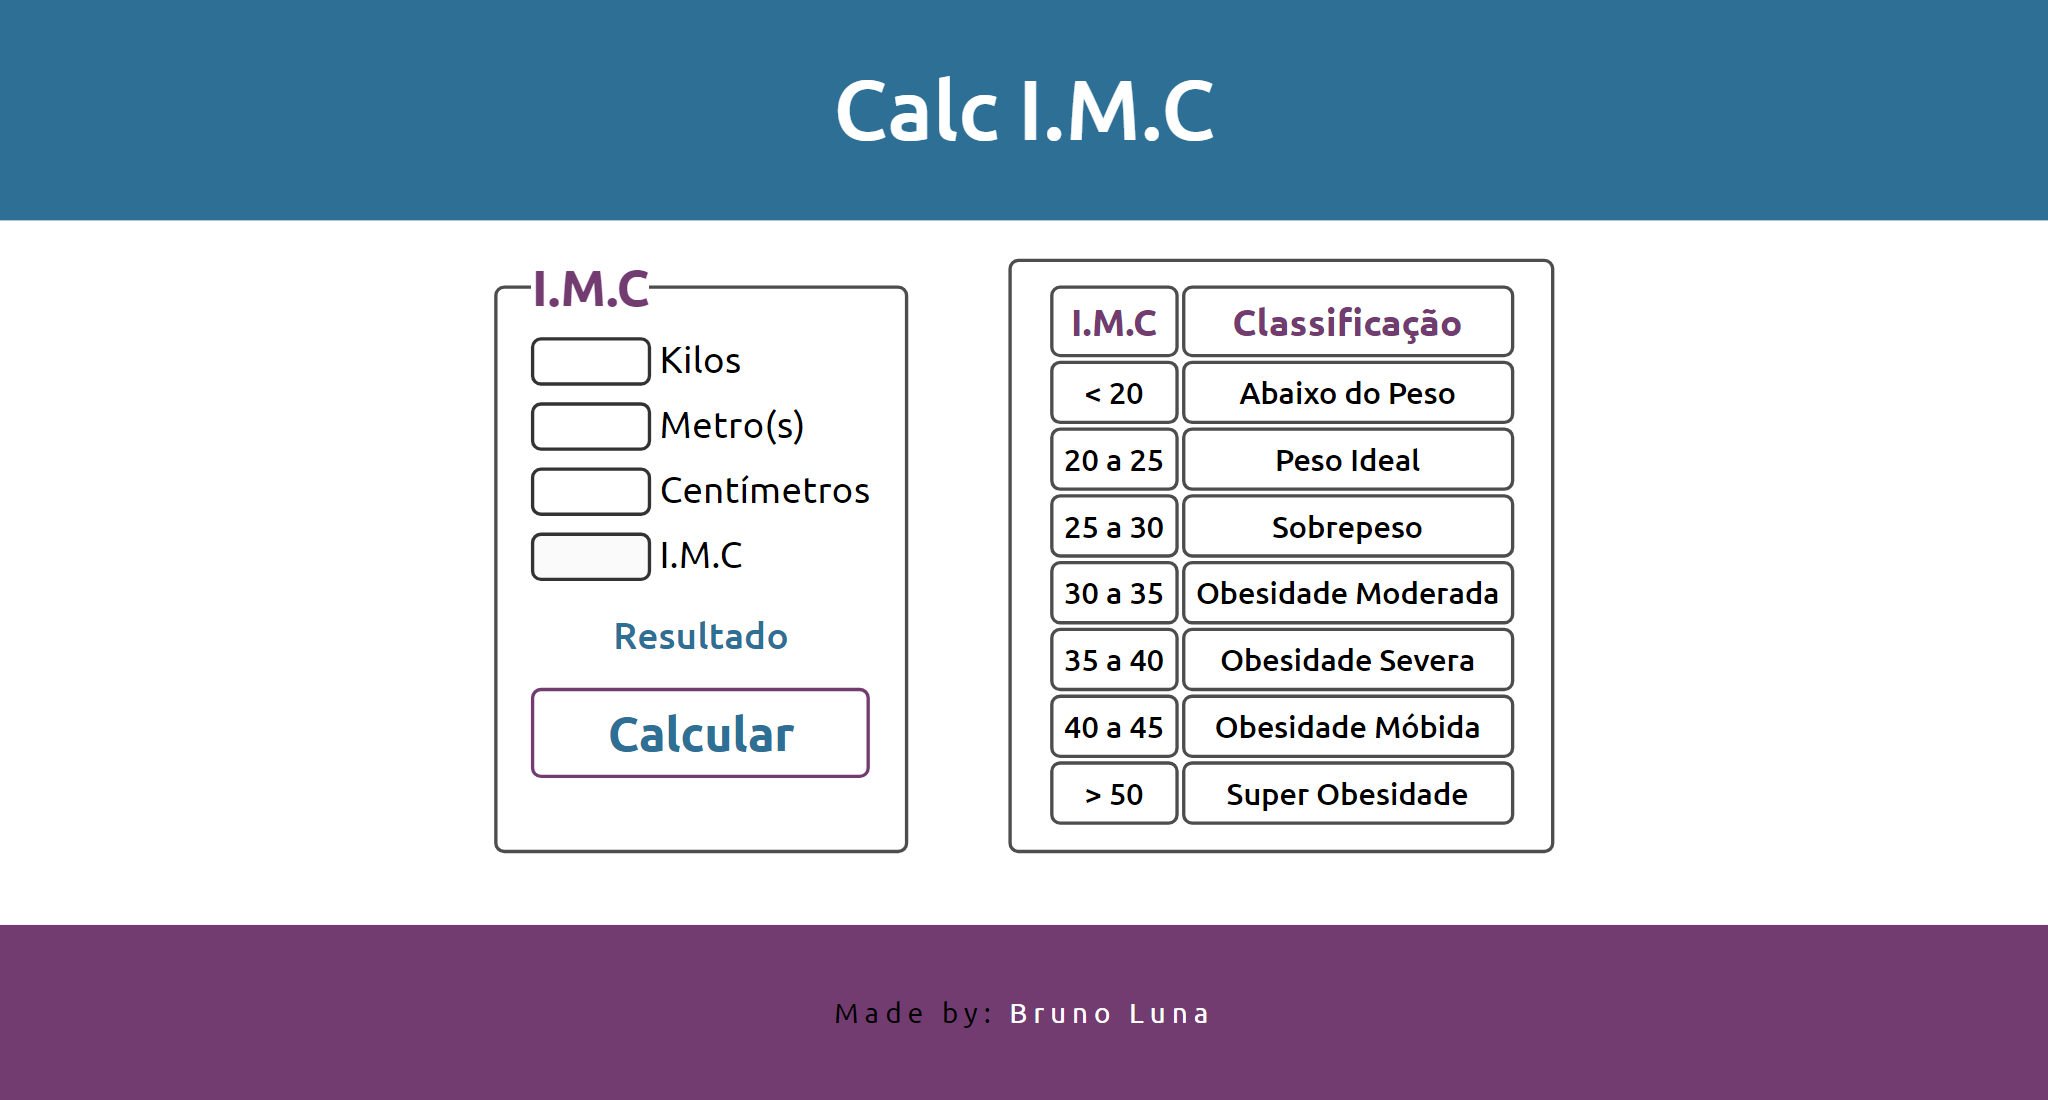 Calc I.M.C
I.M.C
Kilos
Metro(s)
Centímetros
I.M.C
Resultado
Calcular
I.M.C Classificação
< 20 Abaixo do Peso
20 a 25 Peso Ideal
25 a 30 Sobrepeso
30 a 35 Obesidade Moderada
35 a 40 Obesidade Severa
40 a 45 Obesidade Móbida
> 50 Super Obesidade
Made by: Bruno Luna